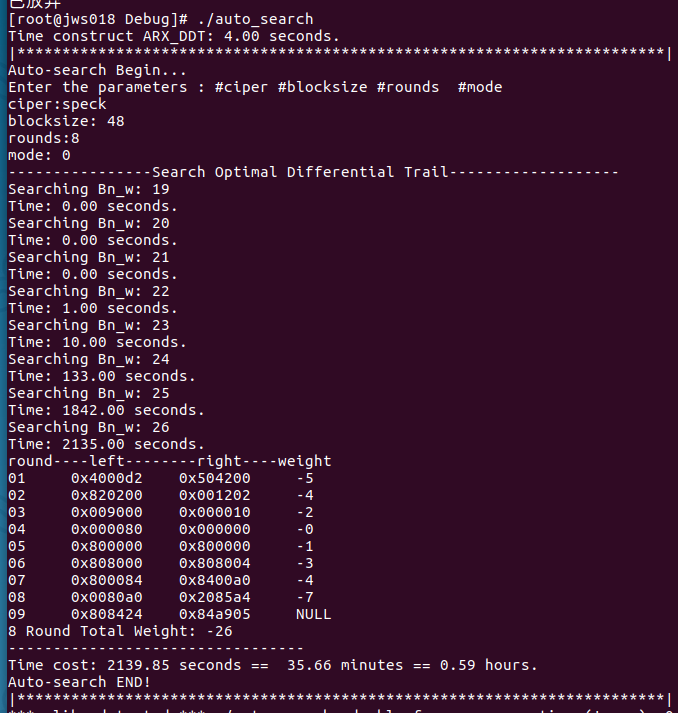 已放弃
[root@jws018 Debug]# ./auto_search
Time construct ARX_DDT: 4.00 seconds.
|*******************************************************************|
Auto-search Begin...
Enter the parameters : #ciper #blocksize #rounds  #mode
ciper:speck
blocksize: 48
rounds:8
mode: 0
----------------Search Optimal Differential Trail-------------------
Searching Bn_w: 19
Time: 0.00 seconds.
Searching Bn_w: 20
Time: 0.00 seconds.
Searching Bn_w: 21
Time: 0.00 seconds.
Searching Bn_w: 22
Time: 1.00 seconds.
Searching Bn_w: 23
Time: 10.00 seconds.
Searching Bn_w: 24
Time: 133.00 seconds.
Searching Bn_w: 25
Time: 1842.00 seconds.
Searching Bn_w: 26
Time: 2135.00 seconds.
round----left--------right----weight
01     0x4000d2    0x504200     -5
02     0x820200    0x001202     -4
03     0x009000    0x000010     -2
04     0x000080    0x000000     -0
05     0x800000    0x800000     -1
06     0x808000    0x808004     -3
07     0x800084    0x8400a0     -4
08     0x0080a0    0x2085a4     -7
09     0x808424    0x84a905     NULL
8 Round Total Weight: -26
---------------------------------
Time cost: 2139.85 seconds ==  35.66 minutes == 0.59 hours.
Auto-search END!
|*******************************************************************|